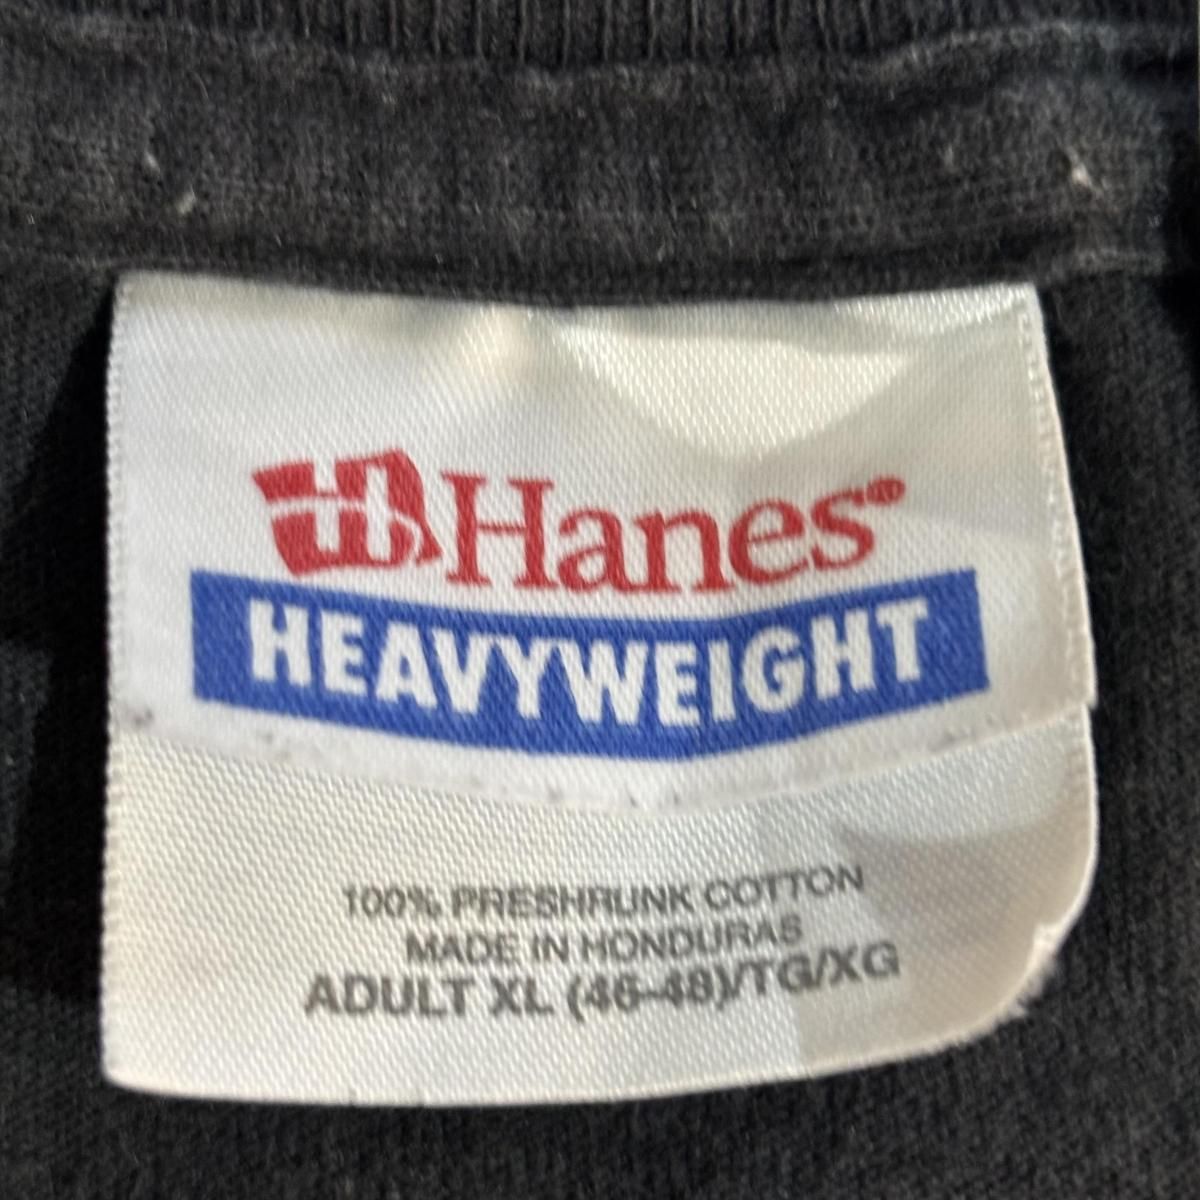 Hanes
HEAVYWEIGHT
100% PRESHRUNK COTTON
MADE IN HONDURAS
ADULT XL (46-48)/TG/XG